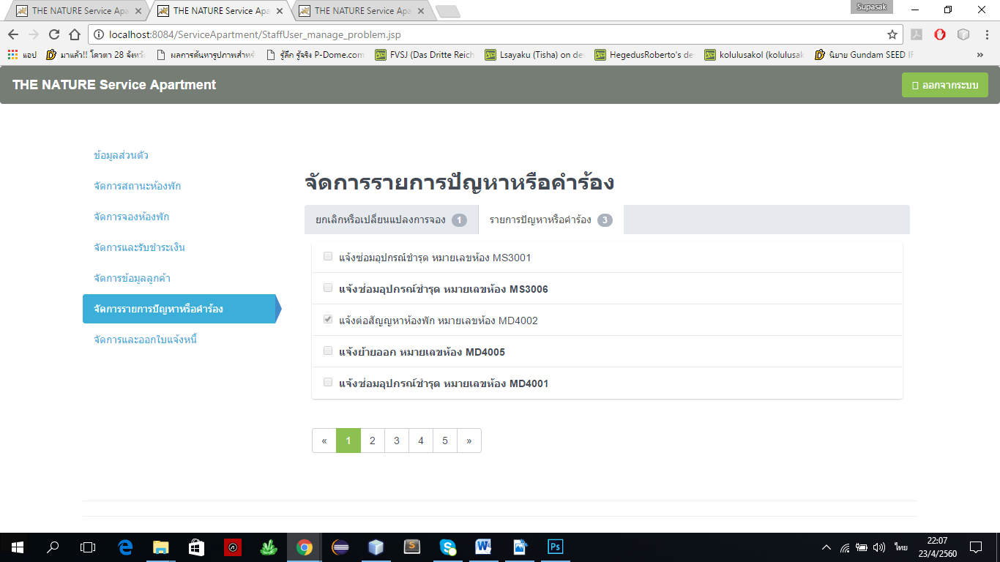 THE NATURE Service Apa
THE NATURE Service Apa
THE NATURE Service Apa
Supasak
localhost:8084/ServiceApartment/StaffUser_manage_problem.jsp
แอป
มาแล้ว!! โควตา 28 จังหวั
ผลการค้นหารูปภาพสำหรั
รู้ลึก รู้จริง P-Dome.com
FVSJ (Das Dritte Reich
Lsayaku (Tisha) on de
HegedusRoberto's de
kolulusakol (kolulusak
นิยาย Gundam SEED IF
»
THE NATURE Service Apartment
ออกจากระบบ
ข้อมูลส่วนตัว
จัดการสถานะห้องพัก
จัดการจองห้องพัก
จัดการและรับชำระเงิน
จัดการข้อมูลลูกค้า
จัดการรายการปัญหาหรือคำร้อง
จัดการและออกใบแจ้งหนี้
จัดการรายการปัญหาหรือคำร้อง
ยกเลิกหรือเปลี่ยนแปลงการจอง 1
รายการปัญหาหรือคำร้อง 3
แจ้งซ่อมอุปกรณ์ชำรุด หมายเลขห้อง MS3001
แจ้งซ่อมอุปกรณ์ชำรุด หมายเลขห้อง MS3006
แจ้งต่อสัญญหาห้องพัก หมายเลขห้อง MD4002
แจ้งย้ายออก หมายเลขห้อง MD4005
แจ้งซ่อมอุปกรณ์ชำรุด หมายเลขห้อง MD4001
« 1 2 3 4 5 »
ไทย
22:07
23/4/2560